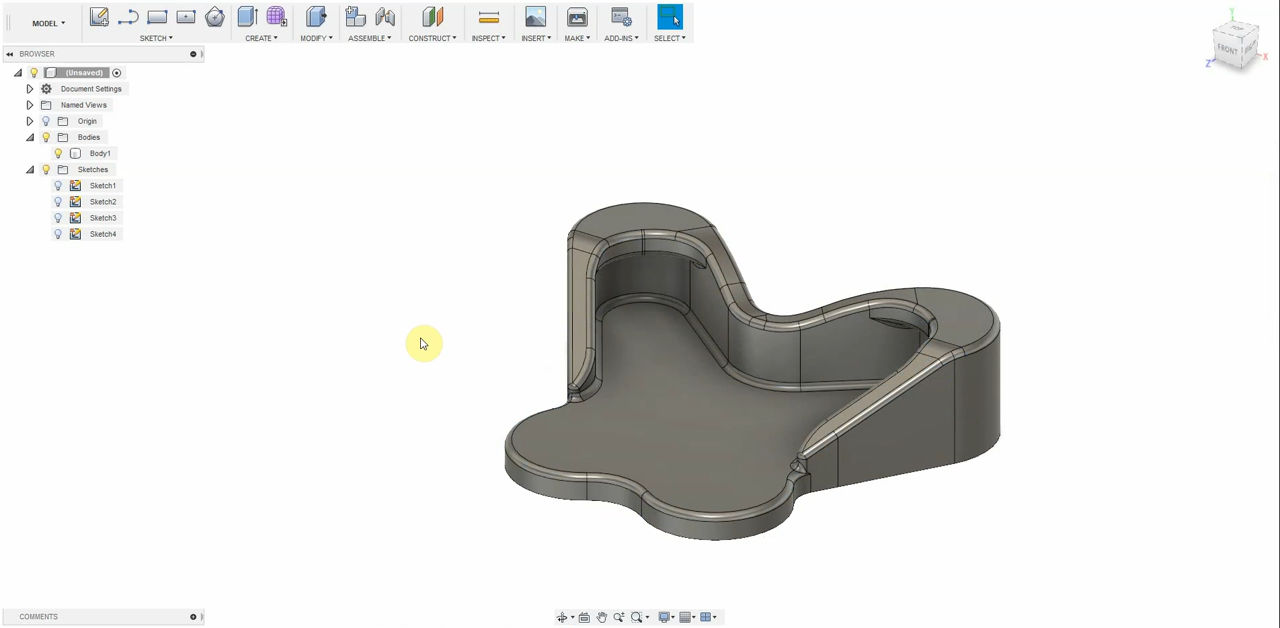 MODEL
SKETCH
CREATE
MODIFY
ASSEMBLE
CONSTRUCT
INSPECT
INSERT
MAKE
ADD-INS
SELECT
BROWSER
(Unsaved)
Document Settings
Named Views
Origin
Bodies
Body1
Sketches
Sketch1
Sketch2
Sketch3
Sketch4
COMMENTS
Y
TOP
FRONT
Z
X